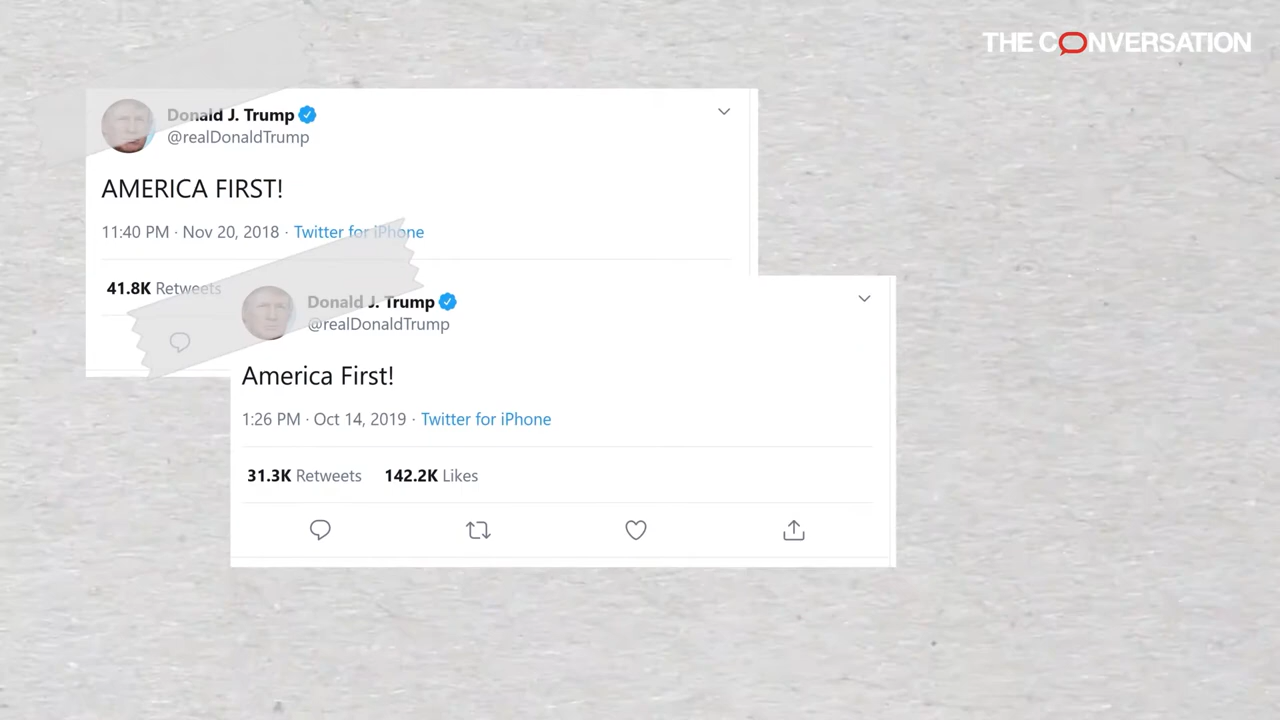 THE CONVERSATION
Donald J. Trump
@realDonaldTrump
AMERICA FIRST!
11:40 PM · Nov 20, 2018 · Twitter for iPhone
41.8K Retweets
Donald J. Trump
@realDonaldTrump
America First!
1:26 PM · Oct 14, 2019 · Twitter for iPhone
31.3K Retweets 142.2K Likes